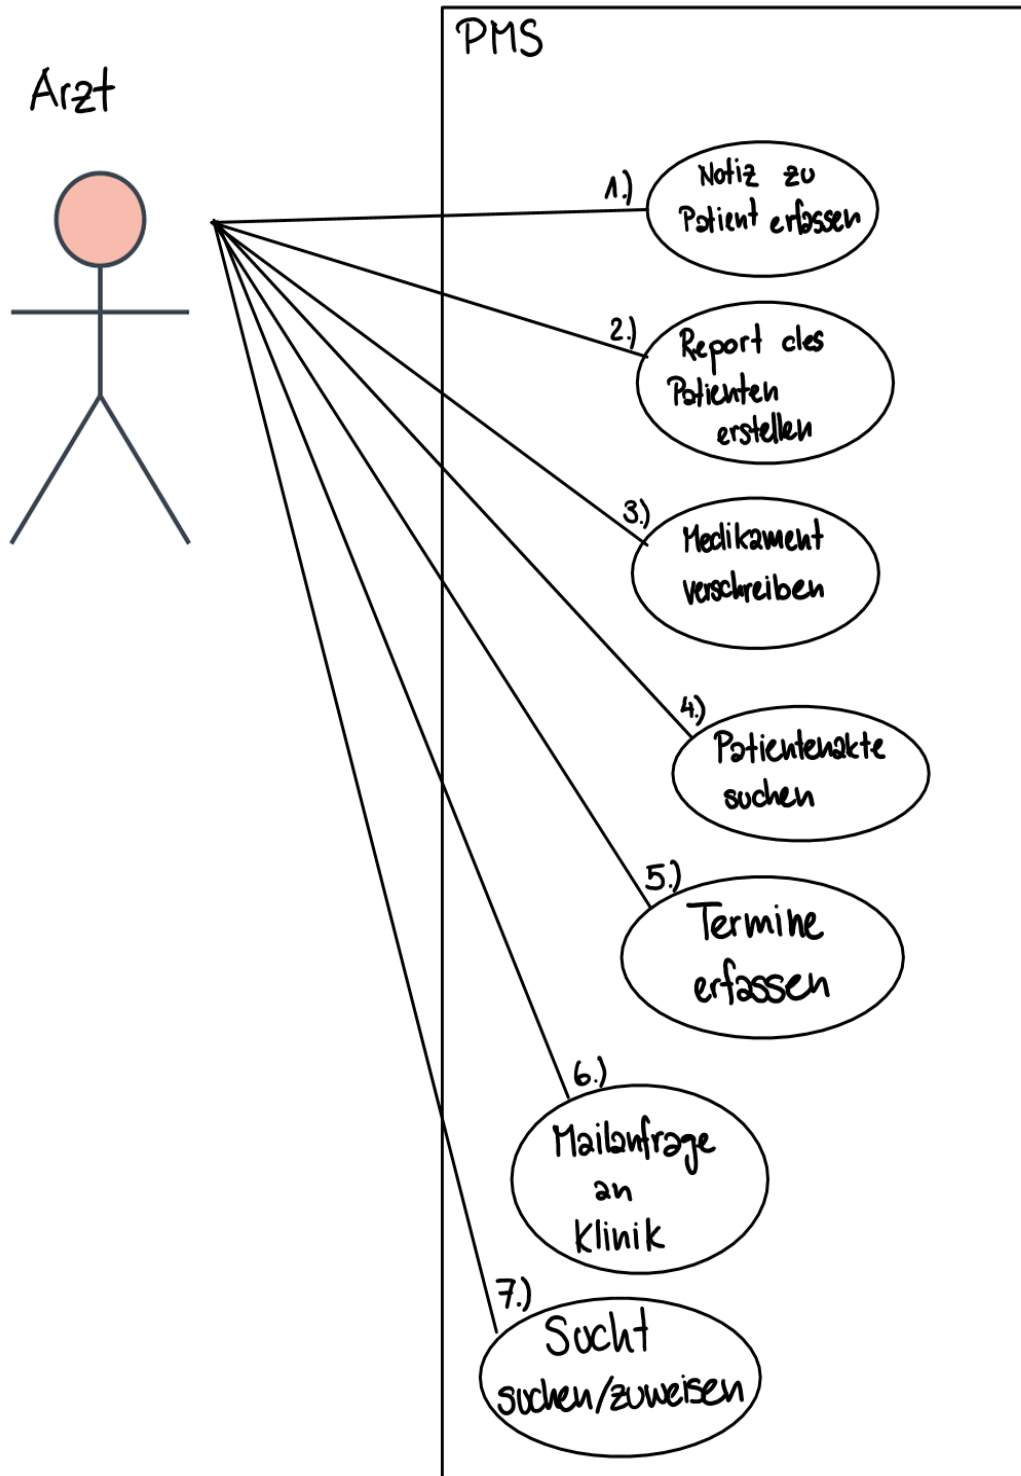 PMS
Arzt
1.)
Notiz zu
Patient erfassen
2.)
Report des
Patienten
erstellen
3.)
Medikament
verschreiben
4.)
Patientenakte
suchen
5.)
Termine
erfassen
6.)
Mailanfrage
an
Klinik
7.)
Sucht
suchen/zuweisen